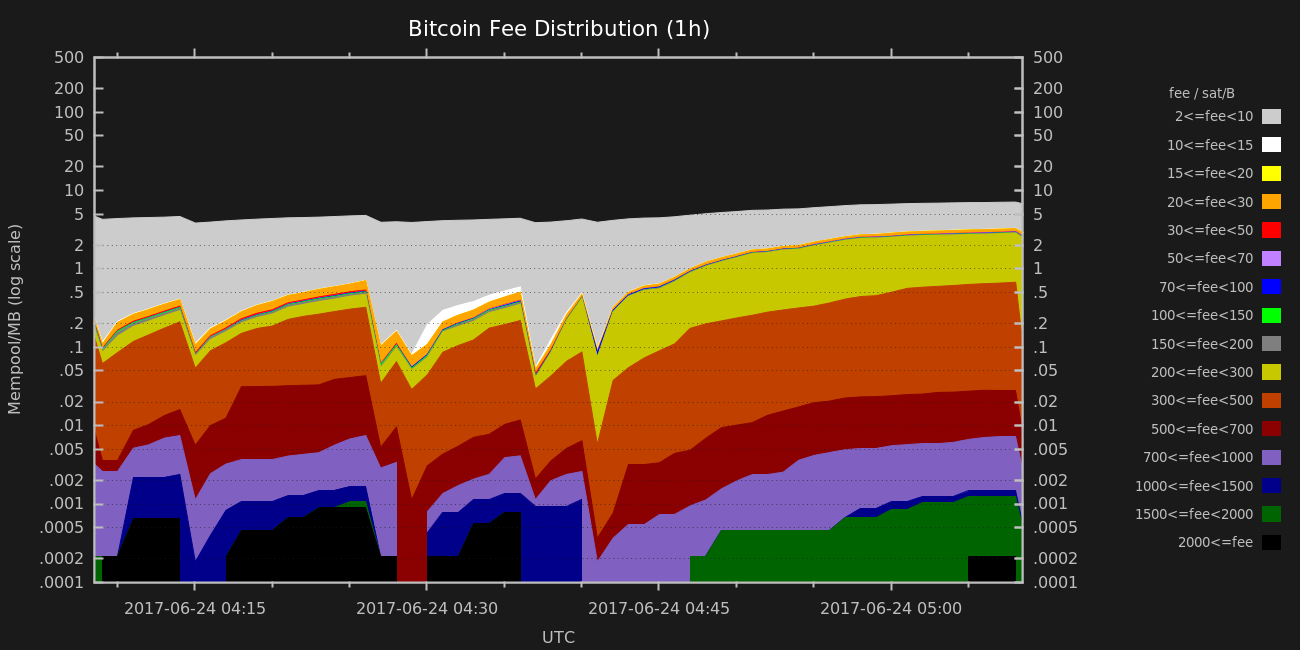 Bitcoin Fee Distribution (1h)
Mempool/MB (log scale)
500
200
100
50
20
10
5
2
1
.5
.2
.1
.05
.02
.01
.005
.002
.001
.0005
.0002
.0001
500
200
100
50
20
10
5
2
1
.5
.2
.1
.05
.02
.01
.005
.002
.001
.0005
.0002
.0001
2017-06-24 04:15
2017-06-24 04:30
2017-06-24 04:45
2017-06-24 05:00
UTC
fee / sat/B
2<=fee<10
10<=fee<15
15<=fee<20
20<=fee<30
30<=fee<50
50<=fee<70
70<=fee<100
100<=fee<150
150<=fee<200
200<=fee<300
300<=fee<500
500<=fee<700
700<=fee<1000
1000<=fee<1500
1500<=fee<2000
2000<=fee